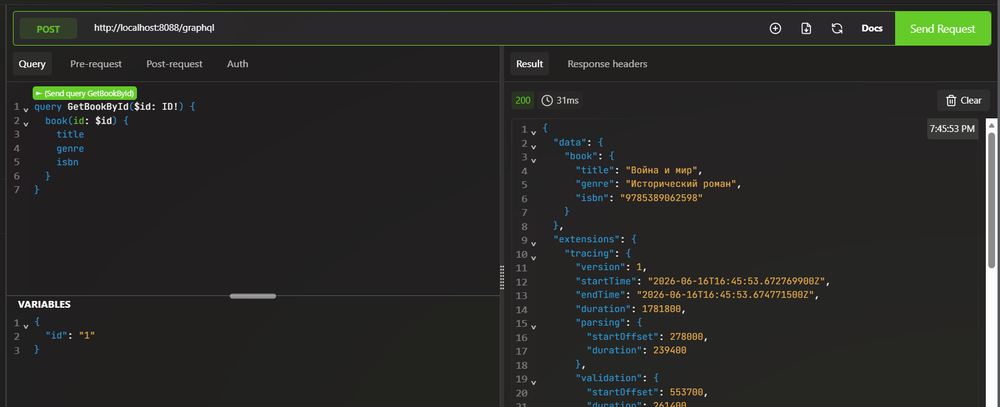 POST http://localhost:8088/graphql Docs Send Request
Query Pre-request Post-request Auth
(Send query GetBookById)
1 query GetBookById($id: ID!) {
2 book(id: $id) {
3 title
4 genre
5 isbn
6 }
7 }
VARIABLES
1 {
2 "id": "1"
3 }
Result Response headers
200 31ms Clear
7:45:53 PM
1 {
2 "data": {
3 "book": {
4 "title": "Война и мир",
5 "genre": "Исторический роман",
6 "isbn": "9785389062598"
7 }
8 },
9 "extensions": {
10 "tracing": {
11 "version": 1,
12 "startTime": "2026-06-16T16:45:53.672769900Z",
13 "endTime": "2026-06-16T16:45:53.674771500Z",
14 "duration": 1781800,
15 "parsing": {
16 "startOffset": 278000,
17 "duration": 239400
18 },
19 "validation": {
20 "startOffset": 553700,
21 "duration": 261400